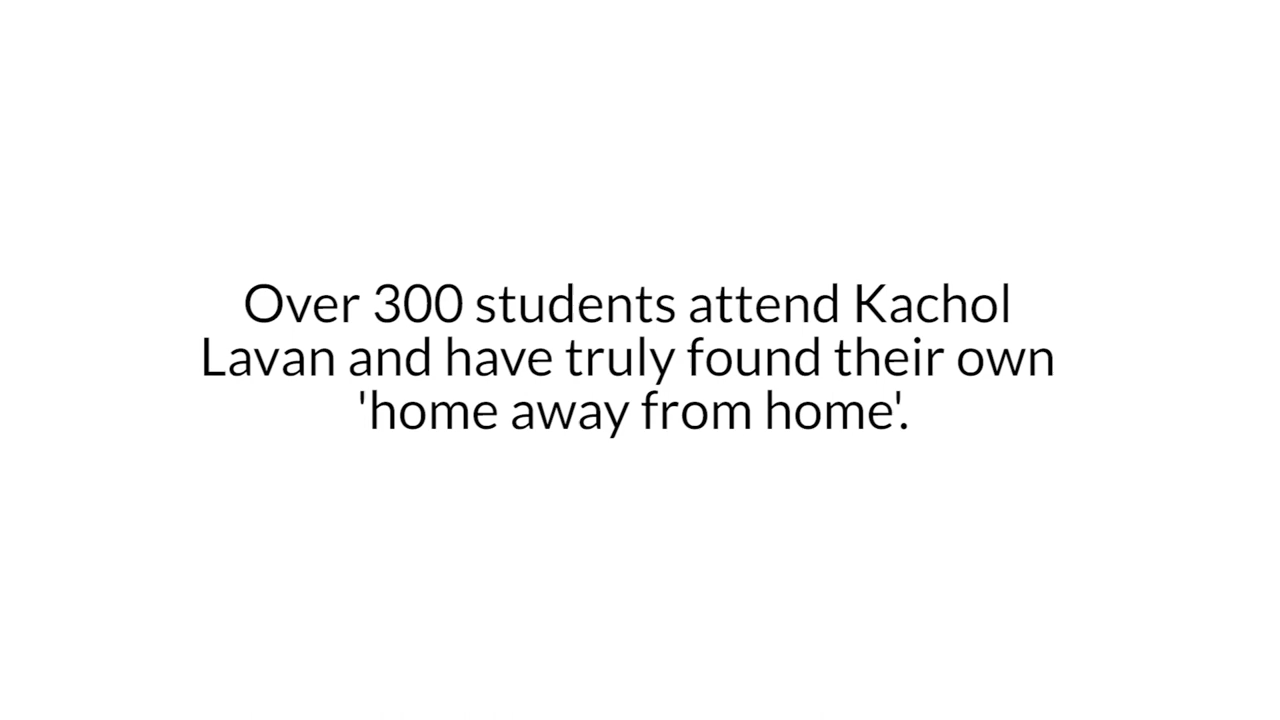 Over 300 students attend Kachol
Lavan and have truly found their own
'home away from home'.